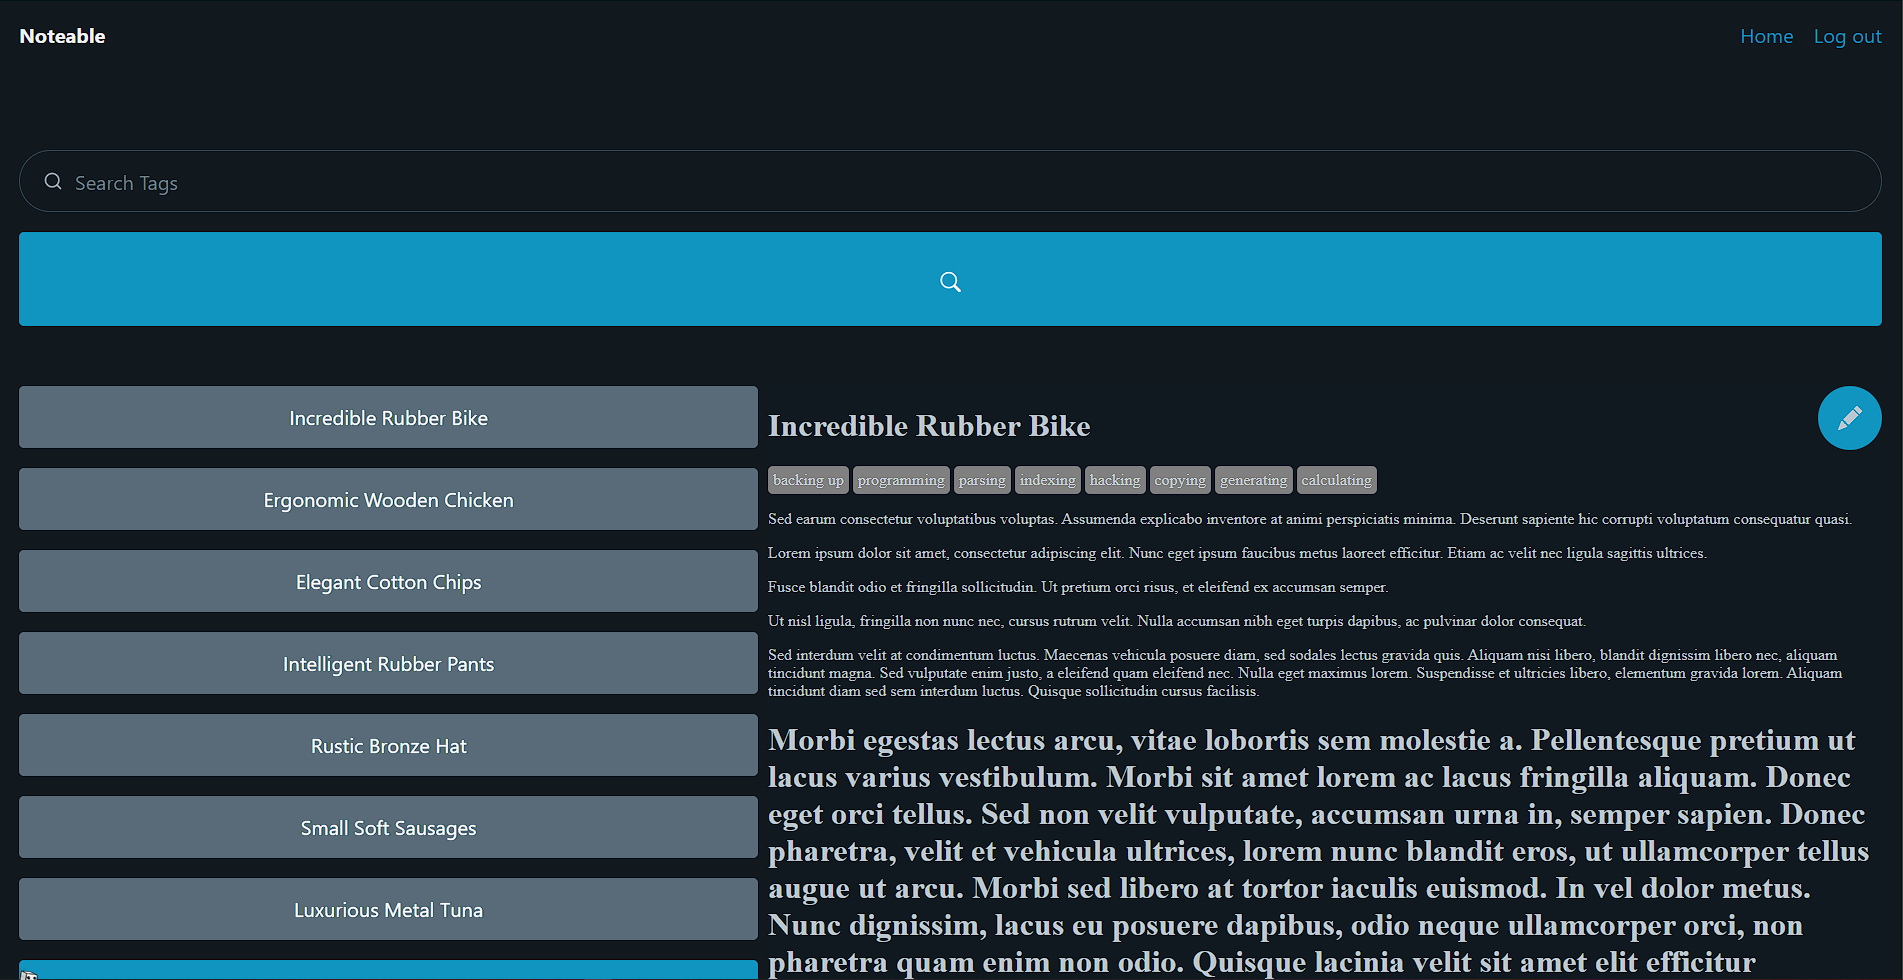 Noteable
Home
Log out
Search Tags
Incredible Rubber Bike
Ergonomic Wooden Chicken
Elegant Cotton Chips
Intelligent Rubber Pants
Rustic Bronze Hat
Small Soft Sausages
Luxurious Metal Tuna
Incredible Rubber Bike
backing up programming parsing indexing hacking copying generating calculating
Sed earum consectetur voluptatibus voluptas. Assumenda explicabo inventore at animi perspiciatis minima. Deserunt sapiente hic corrupti voluptatum consequatur quasi.
Lorem ipsum dolor sit amet, consectetur adipiscing elit. Nunc eget ipsum faucibus metus laoreet efficitur. Etiam ac velit nec ligula sagittis ultrices.
Fusce blandit odio et fringilla sollicitudin. Ut pretium orci risus, et eleifend ex accumsan semper.
Ut nisl ligula, fringilla non nunc nec, cursus rutrum velit. Nulla accumsan nibh eget turpis dapibus, ac pulvinar dolor consequat.
Sed interdum velit at condimentum luctus. Maecenas vehicula posuere diam, sed sodales lectus gravida quis. Aliquam nisi libero, blandit dignissim libero nec, aliquam
tincidunt magna. Sed vulputate enim justo, a eleifend quam eleifend nec. Nulla eget maximus lorem. Suspendisse et ultricies libero, elementum gravida lorem. Aliquam
tincidunt diam sed sem interdum luctus. Quisque sollicitudin cursus facilisis.
Morbi egestas lectus arcu, vitae lobortis sem molestie a. Pellentesque pretium ut
lacus varius vestibulum. Morbi sit amet lorem ac lacus fringilla aliquam. Donec
eget orci tellus. Sed non velit vulputate, accumsan urna in, semper sapien. Donec
pharetra, velit et vehicula ultrices, lorem nunc blandit eros, ut ullamcorper tellus
augue ut arcu. Morbi sed libero at tortor iaculis euismod. In vel dolor metus.
Nunc dignissim, lacus eu posuere dapibus, odio neque ullamcorper orci, non
pharetra quam enim non odio. Quisque lacinia velit sit amet elit efficitur